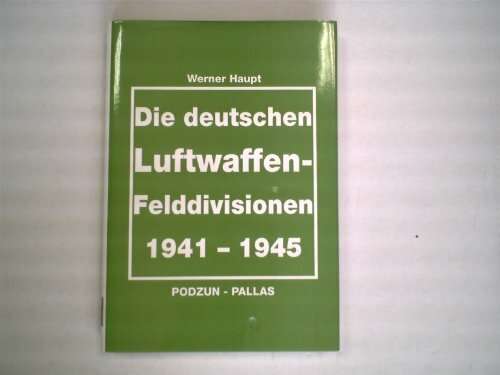 Werner Haupt
Die deutschen
Luftwaffen-
Felddivisionen
1941 – 1945
PODZUN - PALLAS